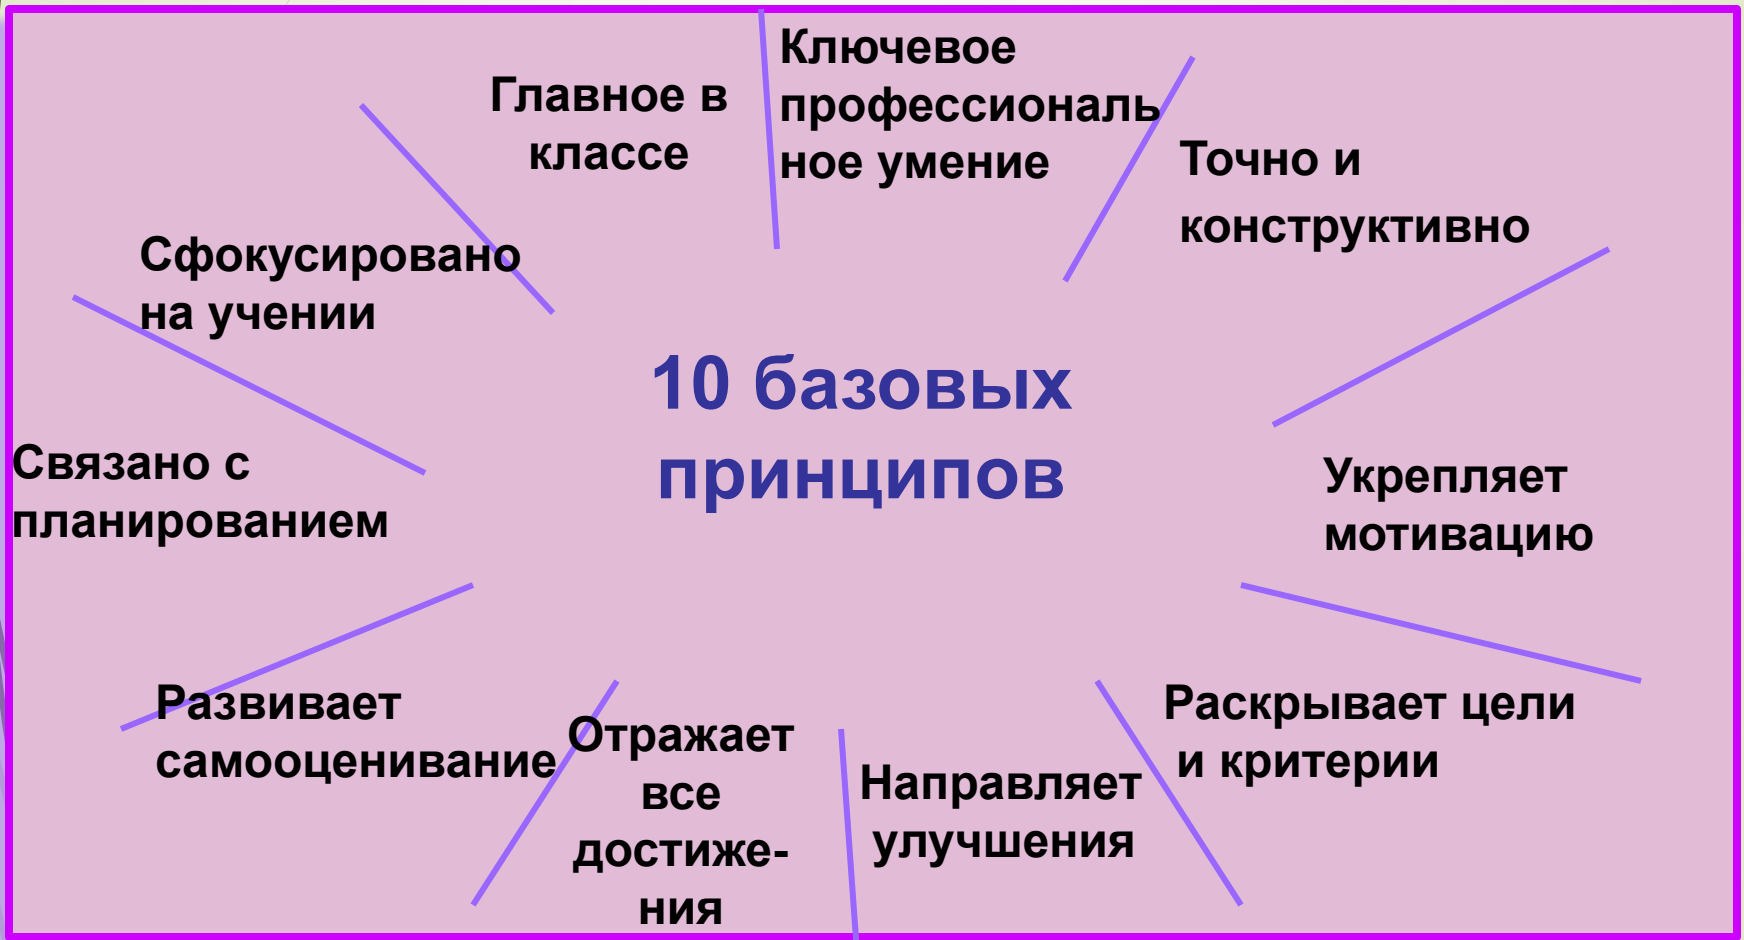 Ключевое
профессиональ
ное умение
Главное в
классе
Точно и
конструктивно
Сфокусировано
на учении
10 базовых
принципов
Связано с
планированием
Укрепляет
мотивацию
Развивает
самооценивание
Отражает
все
достиже-
ния
Направляет
улучшения
Раскрывает цели
и критерии